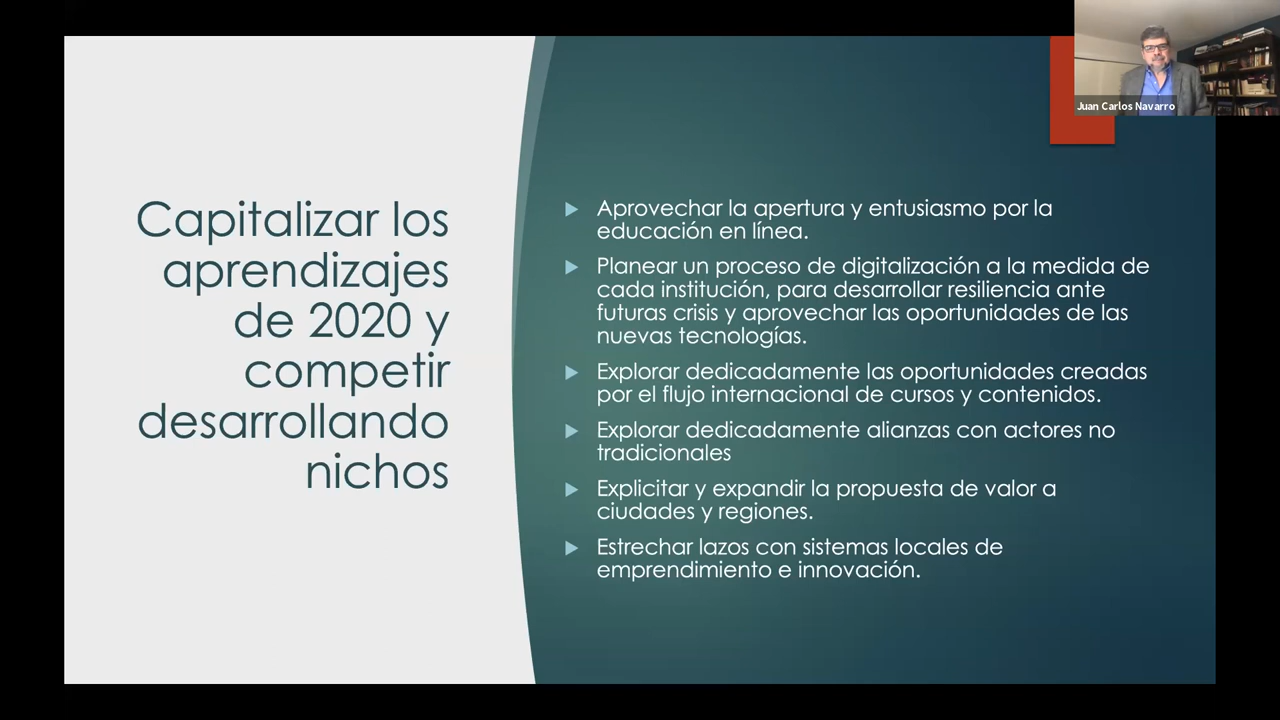 Juan Carlos Navarro
Capitalizar los
aprendizajes
de 2020 y
competir
desarrollando
nichos
Aprovechar la apertura y entusiasmo por la
educación en línea.
Planear un proceso de digitalización a la medida de
cada institución, para desarrollar resiliencia ante
futuras crisis y aprovechar las oportunidades de las
nuevas tecnologías.
Explorar dedicadamente las oportunidades creadas
por el flujo internacional de cursos y contenidos.
Explorar dedicadamente alianzas con actores no
tradicionales
Explicitar y expandir la propuesta de valor a
ciudades y regiones.
Estrechar lazos con sistemas locales de
emprendimiento e innovación.